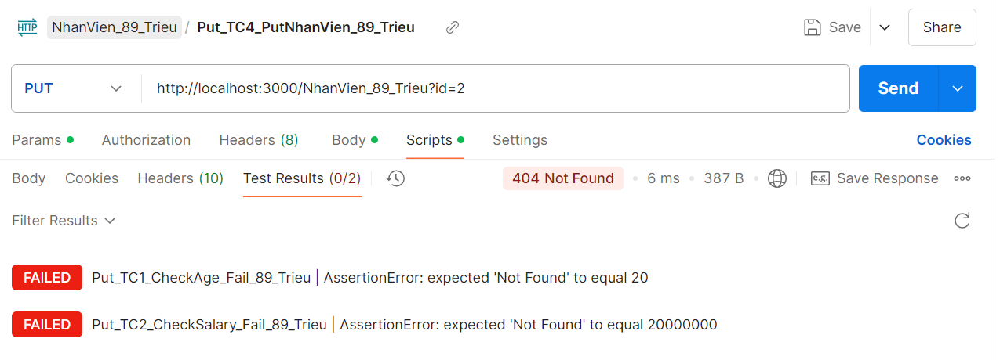 HTTP NhanVien_89_Trieu / Put_TC4_PutNhanVien_89_Trieu Save Share
PUT http://localhost:3000/NhanVien_89_Trieu?id=2 Send
Params Authorization Headers (8) Body Scripts Settings Cookies
Body Cookies Headers (10) Test Results (0/2) 404 Not Found 6 ms 387 B e.g. Save Response
Filter Results
FAILED Put_TC1_CheckAge_Fail_89_Trieu | AssertionError: expected 'Not Found' to equal 20
FAILED Put_TC2_CheckSalary_Fail_89_Trieu | AssertionError: expected 'Not Found' to equal 20000000